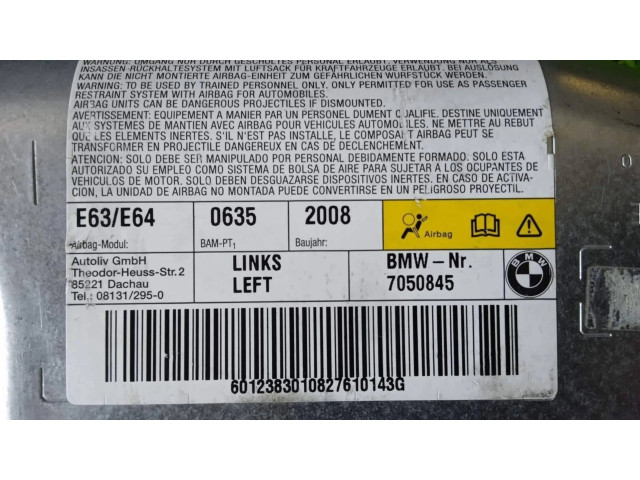 WARNUNG: UMGANG NUR DURCH GESCHULTES PERSONAL ERLAUBT. EINBAU ALS
INSASSEN-RÜCKHALTESYSTEM MIT LUFTSACK FÜR KRAFTFAHRZEUGE ERLAUBT. BEI AUSLÖSUNG
KANN DIE NICHT MONTIERTE AIRBAG-EINHEIT ZUM GEFÄHRLICHEN WURFSTÜCK WERDEN.
WARNING: TO BE USED BY TRAINED PERSONNEL ONLY, ONLY PERMITTED FOR USE AS PASSENGER
RESTRAINT SYSTEM WITH AIRBAG FOR AUTOMOBILES.
AIRBAG UNITS CAN BE DANGEROUS PROJECTILES IF DISMOUNTED.
AVERTISSEMENT: EQUIPEMENT A MANIER PAR UN PERSONEL DUMENT QUALIFIE. DESTINE UNIQUEMENT
AUX SYSTEMES DE MANTIEN AVEC AIRBAG POUR VEHICULES AUTOMOBILES. NE JAMAIS REMETTRE
QUE LES ELEMENTS INERTES. S'IL N'EST PAS INSTALLE, LE COMPOSANT AIRBAG PEUT SE
TRANSFORMER EN PROJECTILE DANGEREUX EN CAS DE DECLENCHEMENT.
ATENCION: SOLO DEBE SER MANIPULADO POR PERSONAL DEBIDAMENTE FORMADO. SOLO ESTA
AUTORIZADO SU EMPLEO EN SISTEMA DE BOLSA DE AIRE PARA SUJETAR A LOS OCUPANTES DE
VEHICULOS DE MOTOR. SOLO DEBEN DESGUAZARSE DISPOSITIVOS INERTES. EN CASO DE ACTIVA-
CION, LA UNIDAD DE AIRBAG NO MONTADA PUEDE CONVERTIRSE EN UN PELIGROSO PROYECTIL.
E63/E64 0635 2008
Airbag-Modul: BAM-PT1 Baujahr: Airbag
Autoliv GmbH
Theodor-Heuss-Str.2
85221 Dachau
Tel.: 08131/295-0
LINKS
LEFT
BMW-Nr.
7050845
BMW
6012383010827610143G